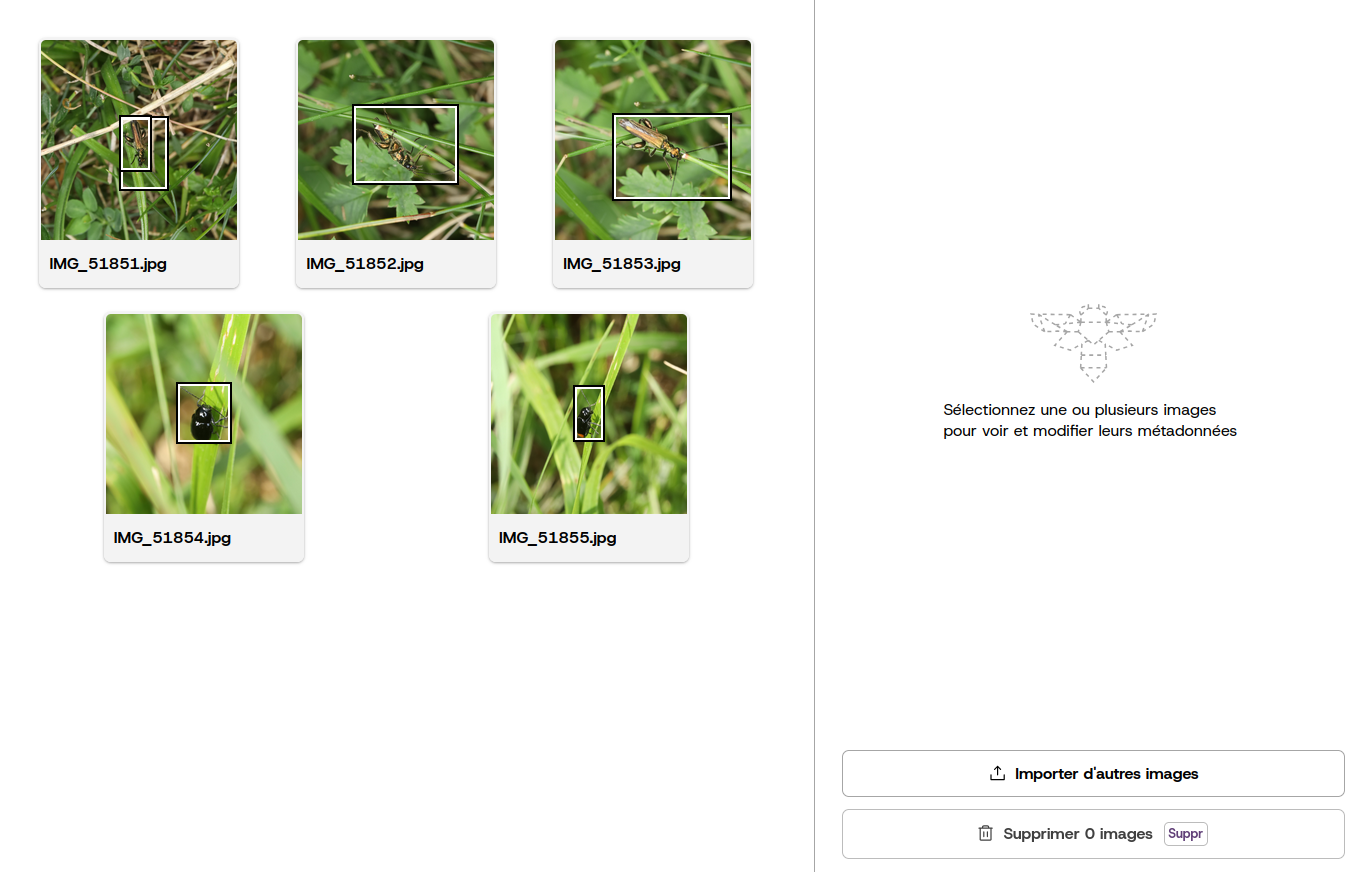 IMG_51851.jpg
IMG_51852.jpg
IMG_51853.jpg
IMG_51854.jpg
IMG_51855.jpg
Sélectionnez une ou plusieurs images
pour voir et modifier leurs métadonnées
Importer d'autres images
Supprimer 0 images Suppr